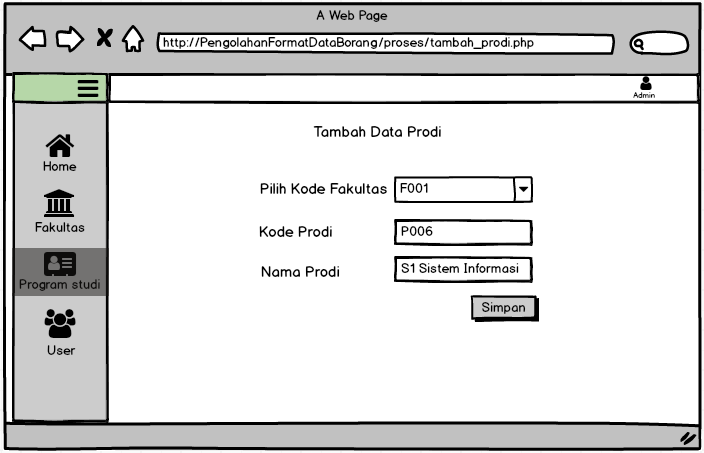 A Web Page
http://PengolahanFormatDataBorang/proses/tambah_prodi.php
Admin
Tambah Data Prodi
Home
Pilih Kode Fakultas F001
Fakultas
Kode Prodi P006
Nama Prodi S1 Sistem Informasi
Program studi
Simpan
User